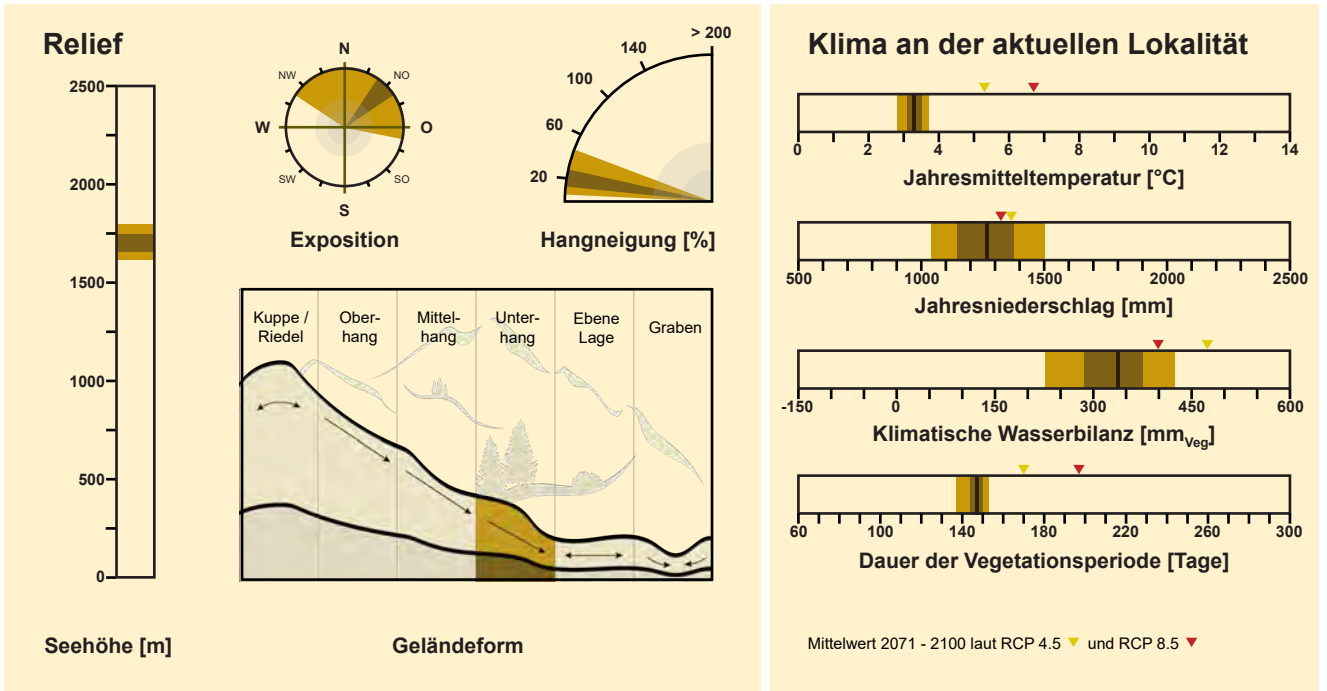 Relief
2500
2000
1500
1000
500
0
Seehöhe [m]
N
NW
NO
W
O
SW
SO
S
Exposition
> 200
140
100
60
20
Hangneigung [%]
Kuppe /
Riedel
Ober-
hang
Mittel-
hang
Unter-
hang
Ebene
Lage
Graben
Geländeform
Klima an der aktuellen Lokalität
0 2 4 6 8 10 12 14
Jahresmitteltemperatur [°C]
500 1000 1500 2000 2500
Jahresniederschlag [mm]
-150 0 150 300 450 600
Klimatische Wasserbilanz [mmVeg]
60 100 140 180 220 260 300
Dauer der Vegetationsperiode [Tage]
Mittelwert 2071 - 2100 laut RCP 4.5 und RCP 8.5